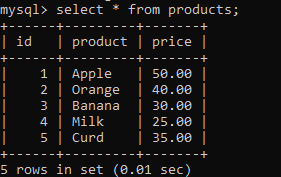 mysql> select * from products;
+------+---------+-------+
| id   | product | price |
+------+---------+-------+
|    1 | Apple   | 50.00 |
|    2 | Orange  | 40.00 |
|    3 | Banana  | 30.00 |
|    4 | Milk    | 25.00 |
|    5 | Curd    | 35.00 |
+------+---------+-------+
5 rows in set (0.01 sec)